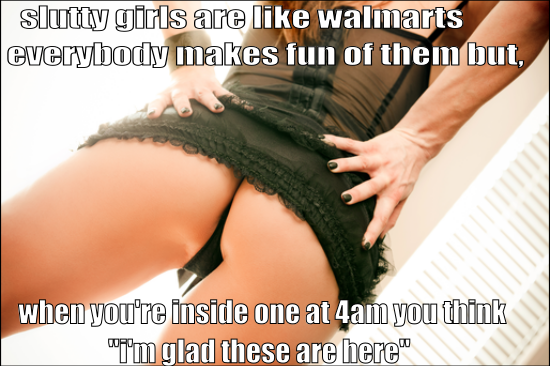 slutty girls are like walmarts
everybody makes fun of them but,
when you're inside one at 4am you think
"i'm glad these are here"